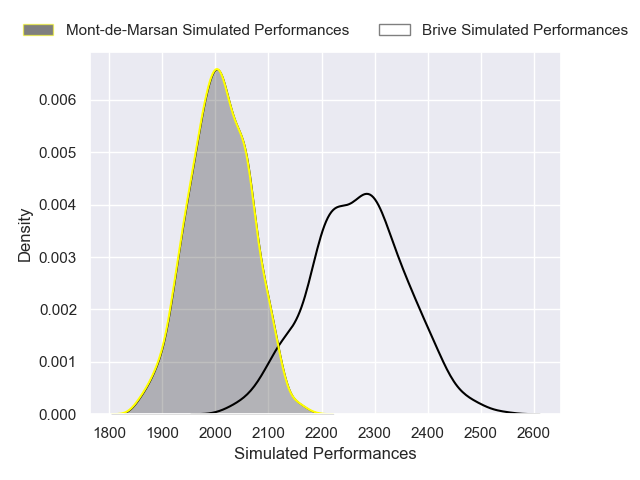 Mont-de-Marsan Simulated Performances Brive Simulated Performances
0.006
0.005
0.004
0.003
0.002
0.001
0.000
Density
1800 1900 2000 2100 2200 2300 2400 2500 2600
Simulated Performances